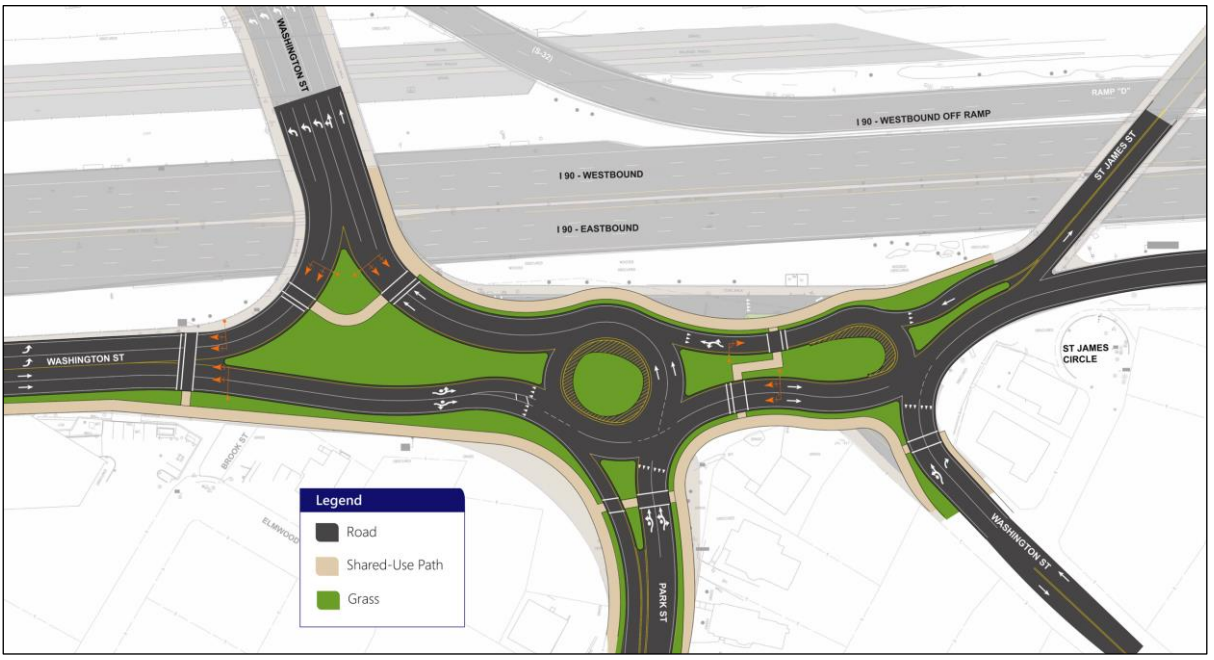 WASHINGTON ST
(S-32)
RAMP "D"
I 90 - WESTBOUND OFF RAMP
ST JAMES ST
I 90 - WESTBOUND
I 90 - EASTBOUND
WASHINGTON ST
ST JAMES
CIRCLE
BROOK ST
ELMWOOD
Legend
Road
Shared-Use Path
Grass
PARK ST
WASHINGTON ST